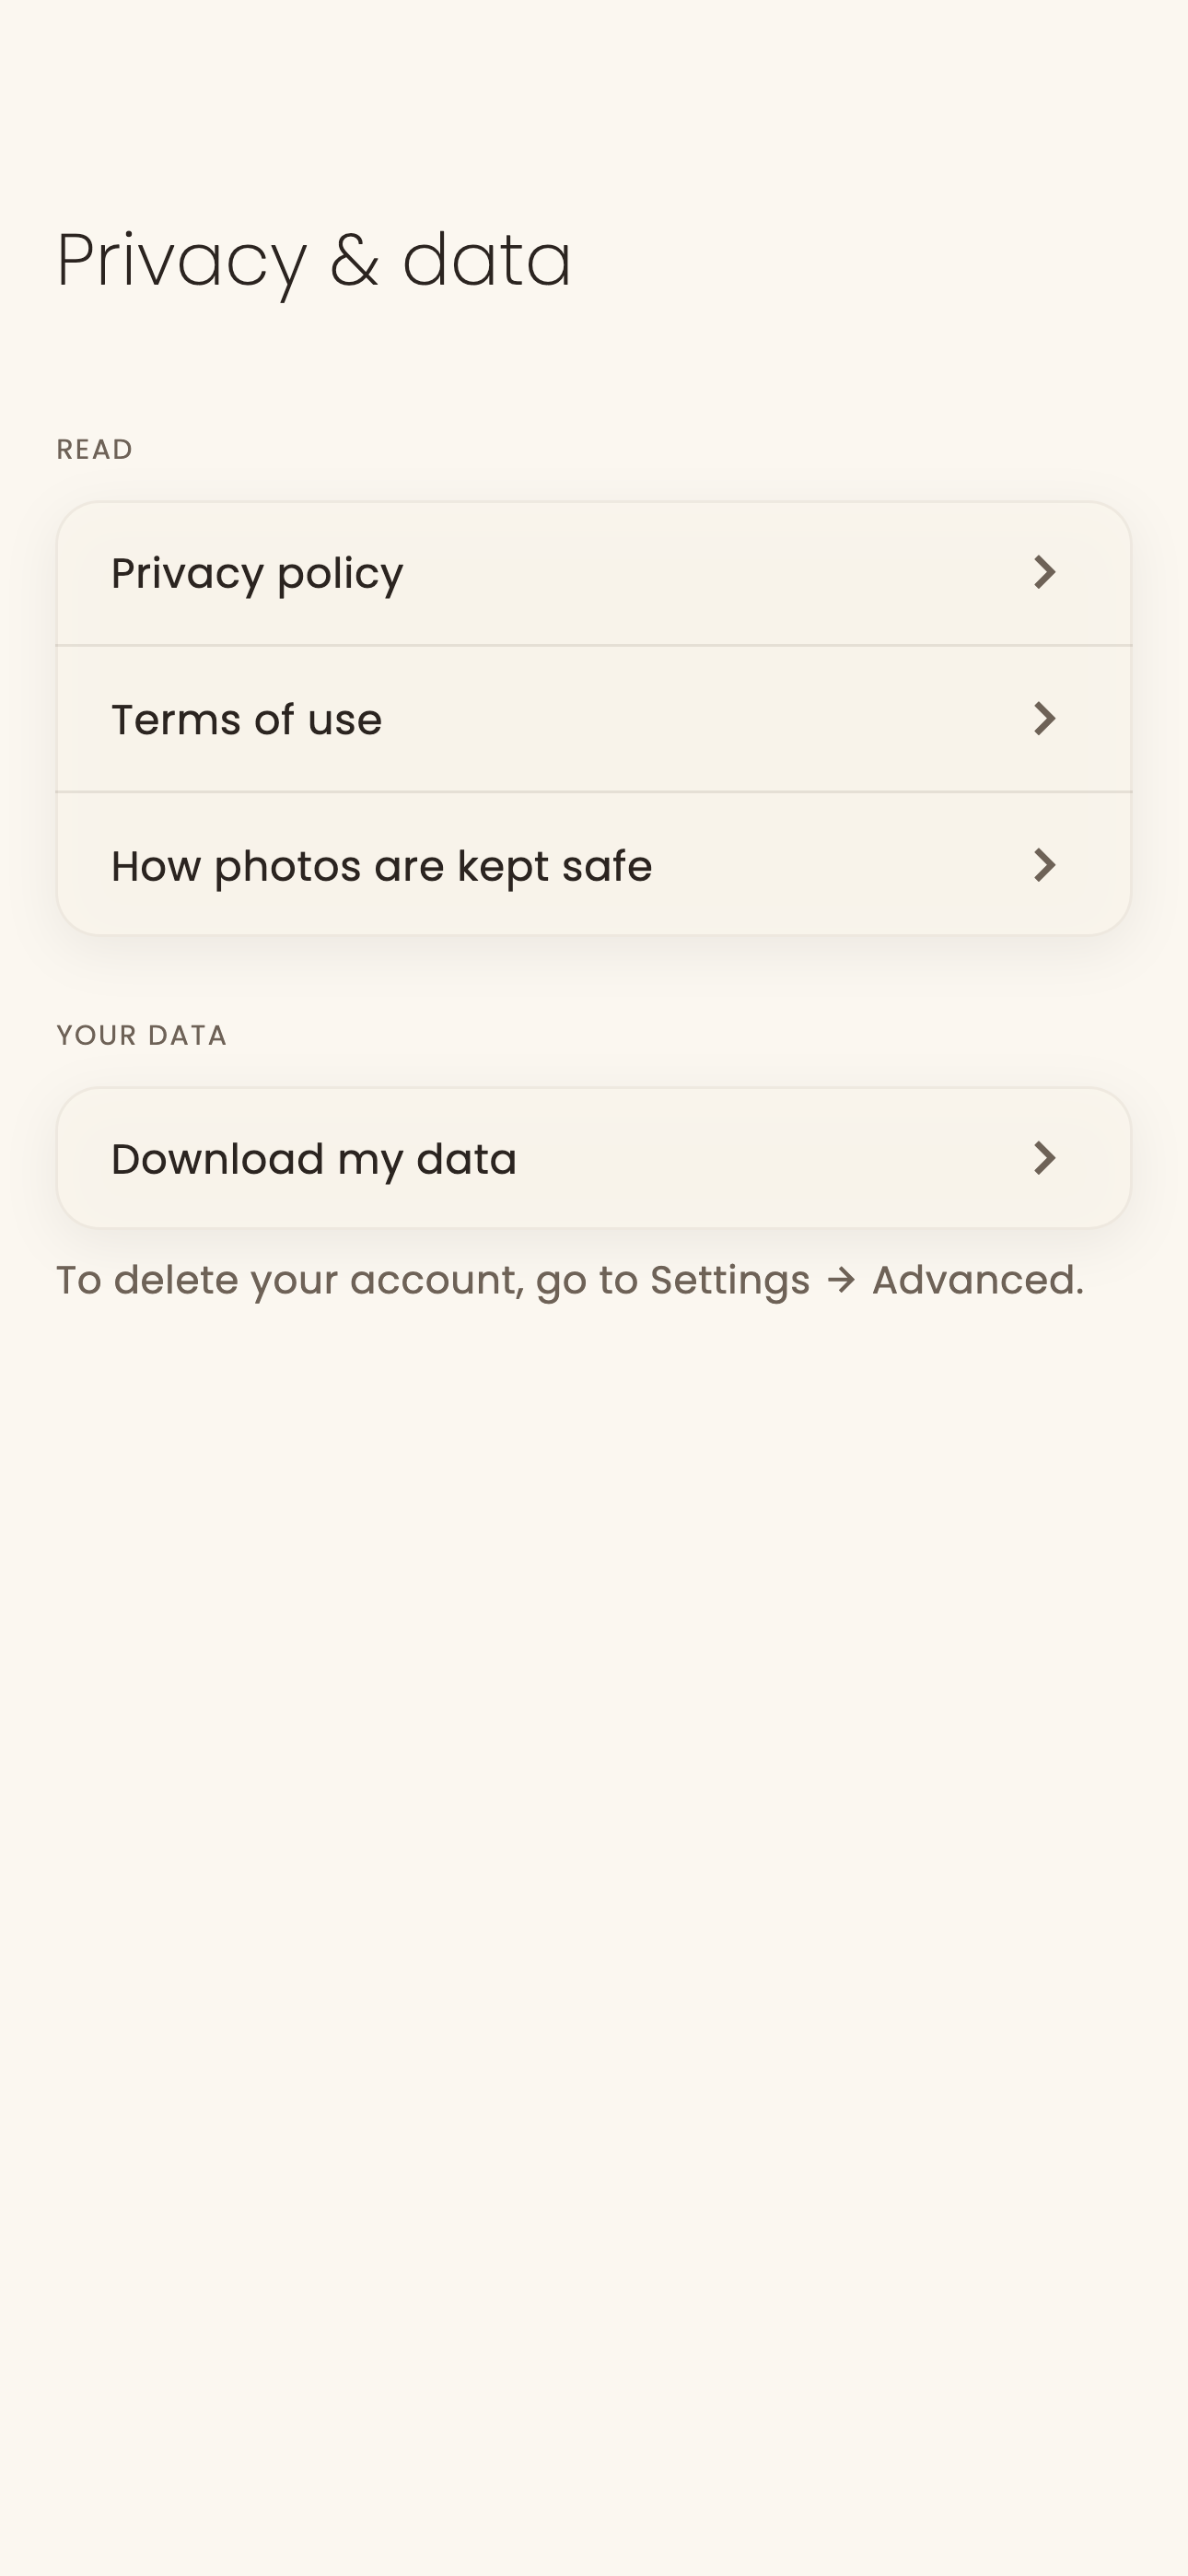 Privacy & data
READ
Privacy policy
Terms of use
How photos are kept safe
YOUR DATA
Download my data
To delete your account, go to Settings → Advanced.